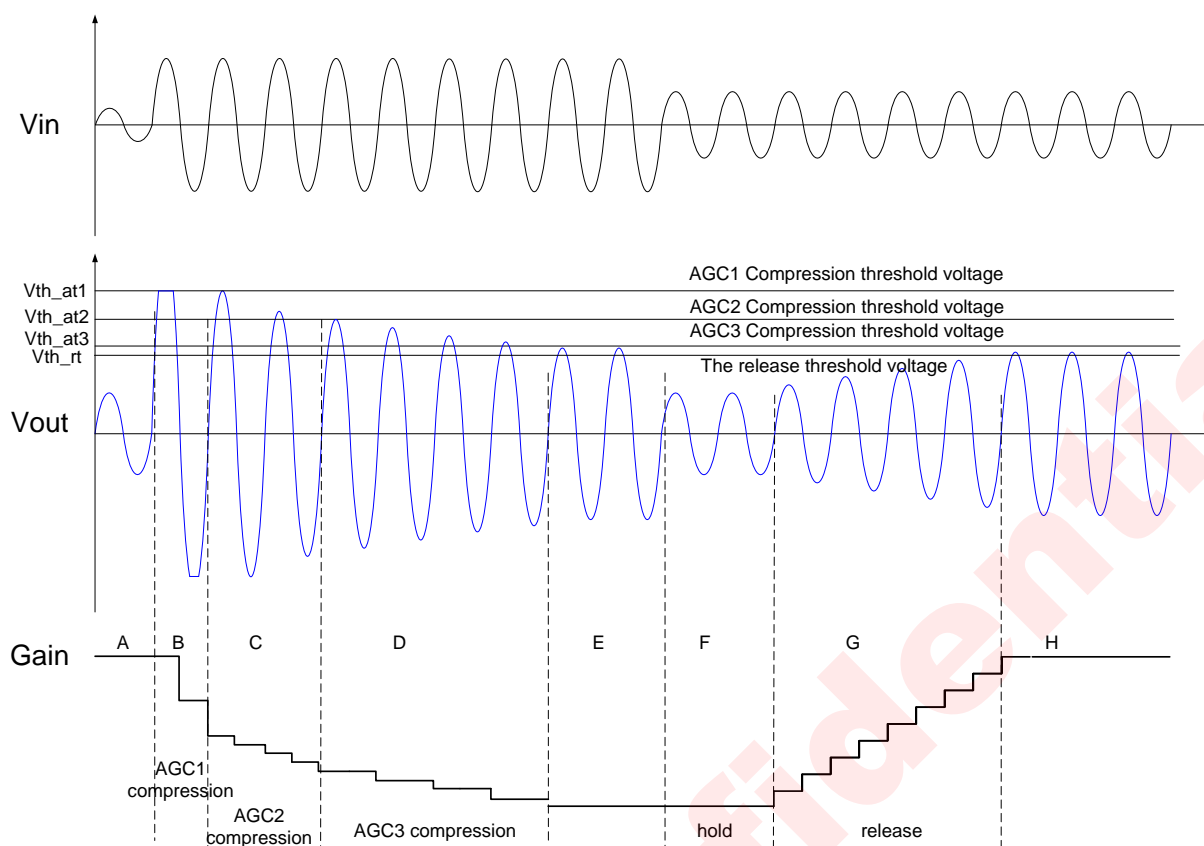 Vin
AGC1 Compression threshold voltage
Vth_at1
AGC2 Compression threshold voltage
Vth_at2
AGC3 Compression threshold voltage
Vth_at3
Vth_rt
The release threshold voltage
Vout
A B C D E F G H
Gain
AGC1
compression
AGC2
compression
AGC3 compression
hold
release
fidentia